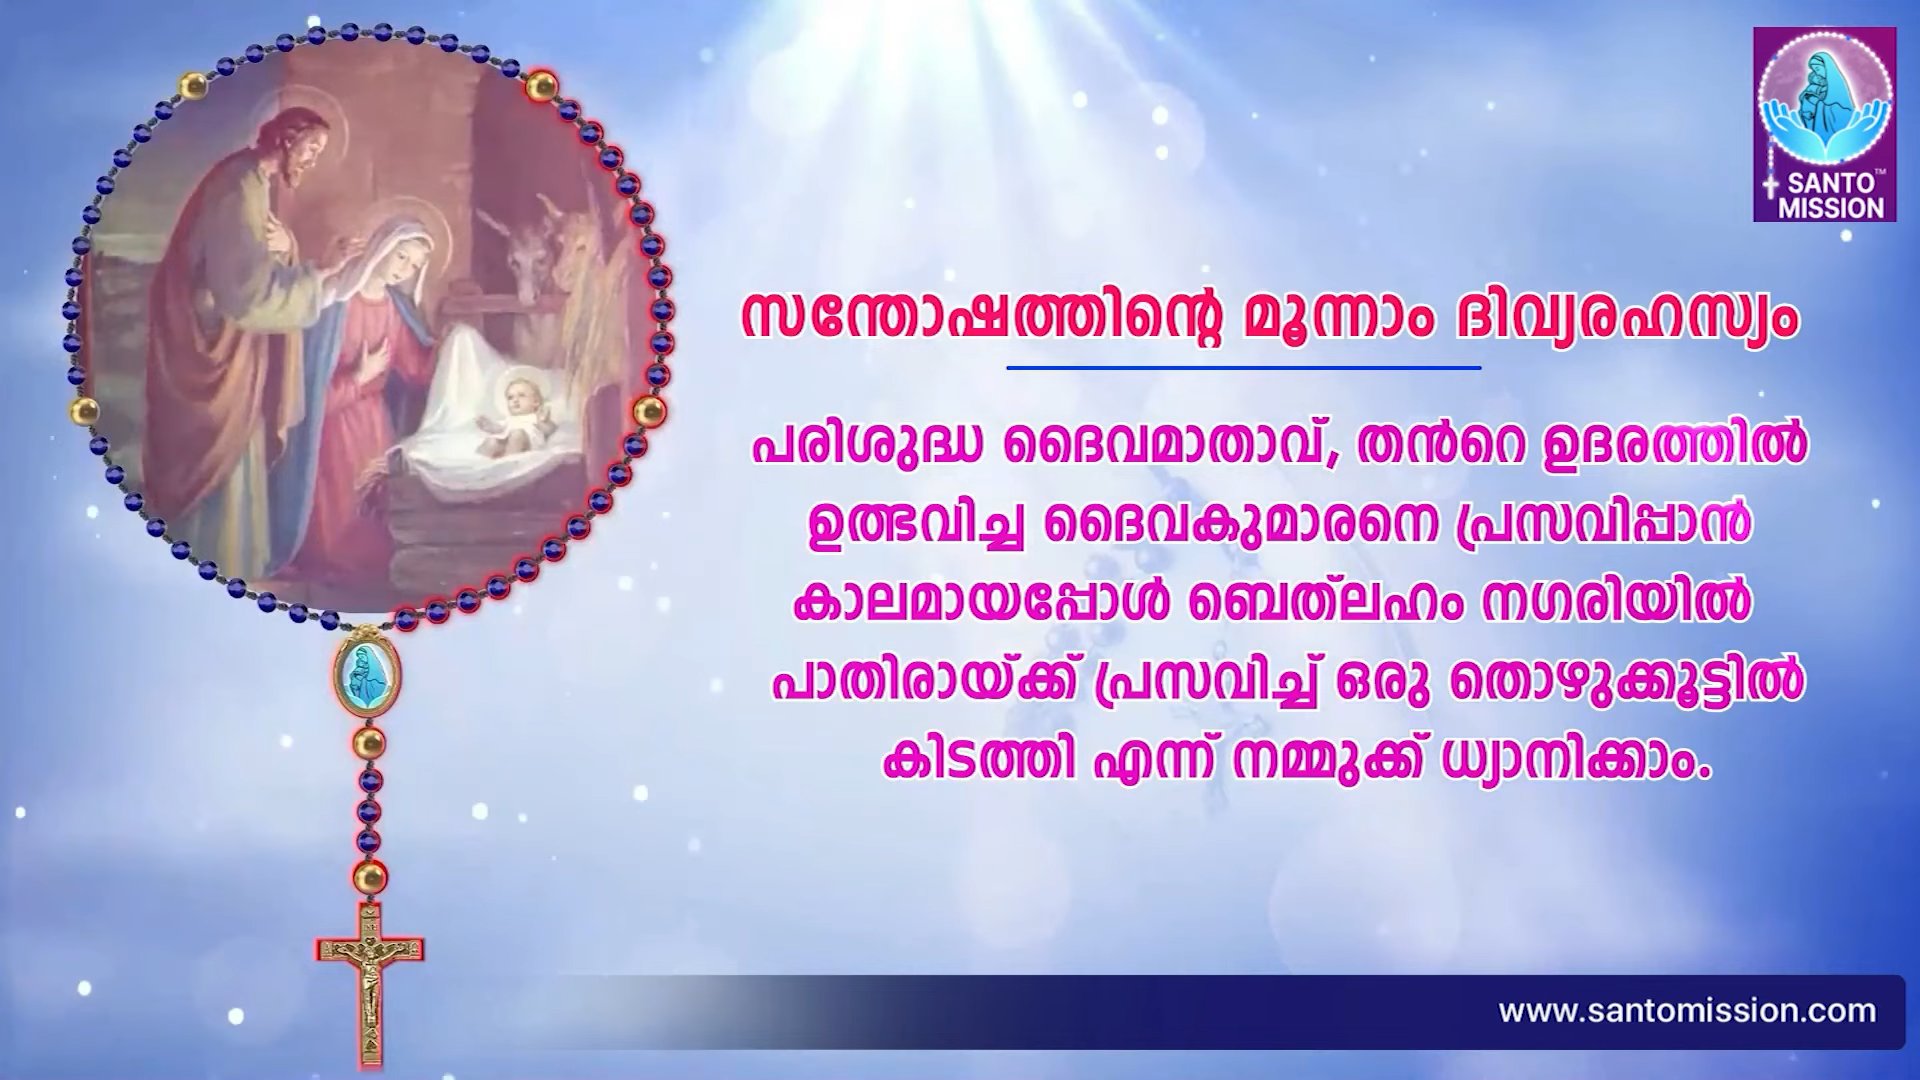 SANTO™
MISSION
സന്തോഷത്തിന്റെ മൂന്നാം ദിവ്യരഹസ്യം
പരിശുദ്ധ ദൈവമാതാവ്, തൻറെ ഉദരത്തിൽ
ഉത്ഭവിച്ച ദൈവകുമാരനെ പ്രസവിപ്പാൻ
കാലമായപ്പോൾ ബെത്‌ലഹം നഗരിയിൽ
പാതിരായ്ക്ക് പ്രസവിച്ച് ഒരു തൊഴുക്കൂട്ടിൽ
കിടത്തി എന്ന് നമ്മുക്ക് ധ്യാനിക്കാം.
www.santomission.com